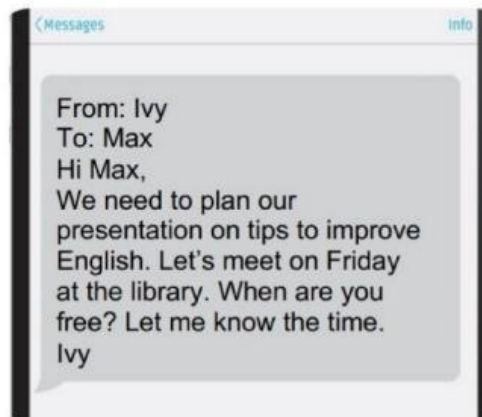 <Messages
Info
From: Ivy
To: Max
Hi Max,
We need to plan our
presentation on tips to improve
English. Let's meet on Friday
at the library. When are you
free? Let me know the time.
Ivy